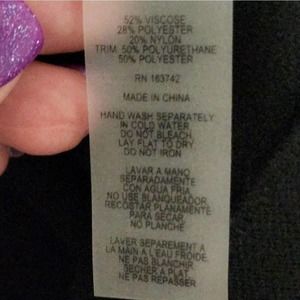 52% VISCOSE
28% POLYESTER
20% NYLON
TRIM: 50% POLYURETHANE
50% POLYESTER
RN 163742
MADE IN CHINA
HAND WASH SEPARATELY
IN COLD WATER
DO NOT BLEACH
LAY FLAT TO DRY
DO NOT IRON
LAVAR A MANO
SEPARADAMENTE
CON AGUA FRIA
NO USE BLANQUEADOR
RECOSTAR PLANAMENTE
PARA SECAR
NO PLANCHE
LAVER SEPAREMENT A
LA MAIN A L'EAU FROIDE
NE PAS BLANCHIR
SECHER A PLAT
NE PAS REPASSER